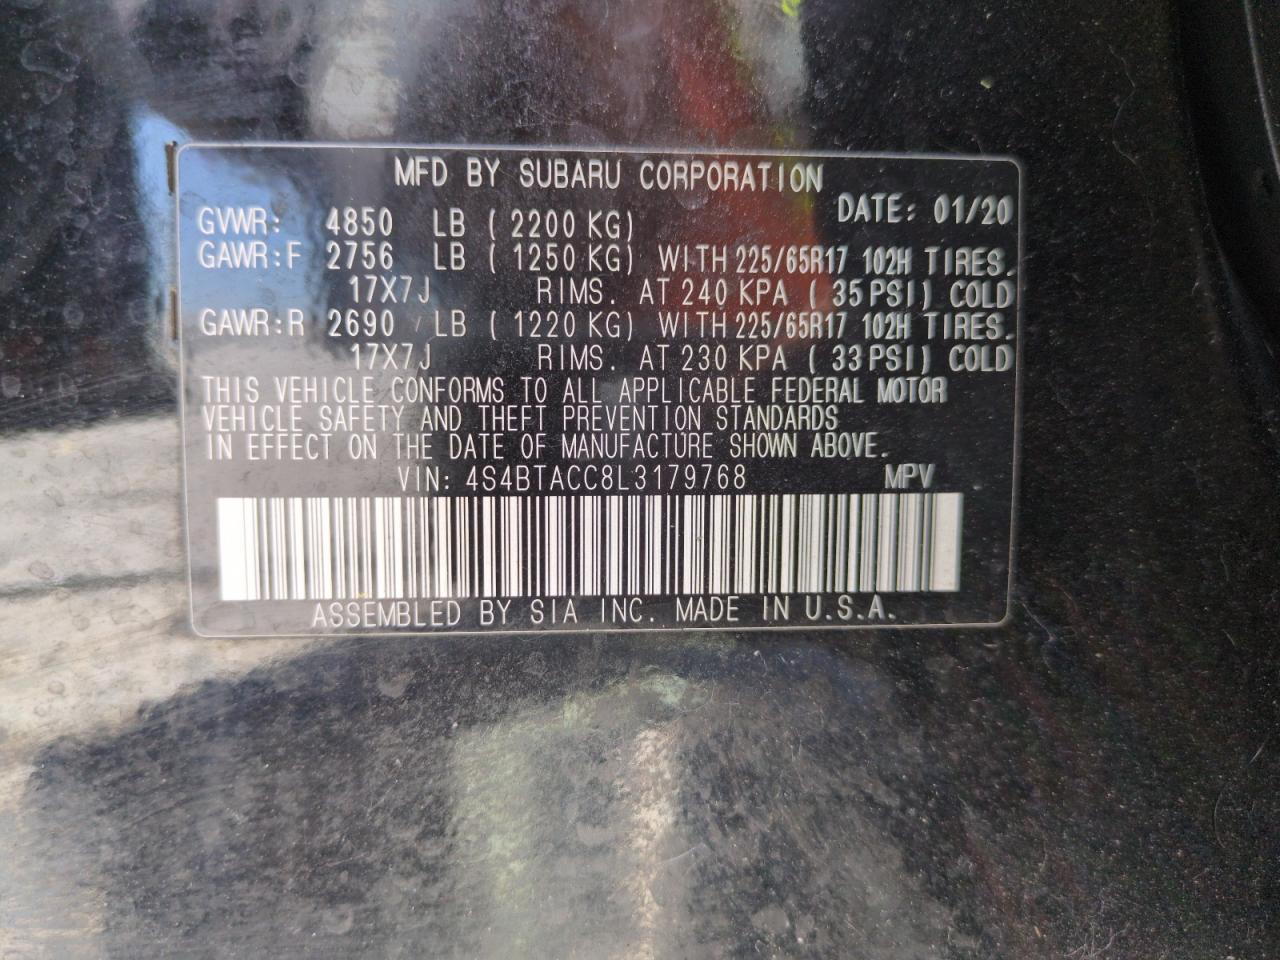 MFD BY SUBARU CORPORATION
DATE: 01/20
GVWR: 4850 LB ( 2200 KG)
GAWR:F 2756 LB ( 1250 KG) WITH 225/65R17 102H TIRES.
17X7J RIMS. AT 240 KPA ( 35 PSI) COLD
GAWR:R 2690 LB ( 1220 KG) WITH 225/65R17 102H TIRES.
17X7J RIMS. AT 230 KPA ( 33 PSI) COLD
THIS VEHICLE CONFORMS TO ALL APPLICABLE FEDERAL MOTOR
VEHICLE SAFETY AND THEFT PREVENTION STANDARDS
IN EFFECT ON THE DATE OF MANUFACTURE SHOWN ABOVE.
VIN: 4S4BTACC8L3179768 MPV
ASSEMBLED BY SIA INC. MADE IN U.S.A.